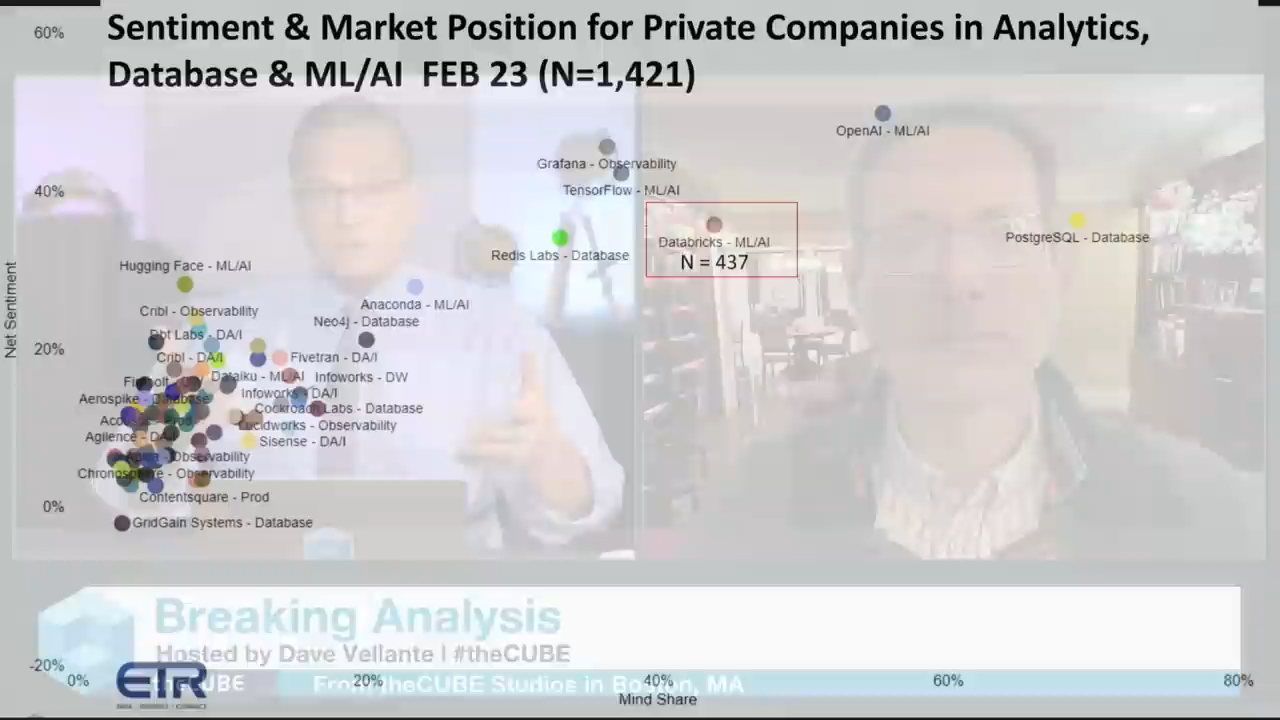 Sentiment & Market Position for Private Companies in Analytics,
Database & ML/AI FEB 23 (N=1,421)
60%
OpenAI - ML/AI
Grafana - Observability
TensorFlow - ML/AI
40%
Databricks - ML/AI
N = 437
PostgreSQL - Database
Redis Labs - Database
Net Sentiment
Hugging Face - ML/AI
Anaconda - ML/AI
Cribl - Observability
Neo4j - Database
Dbt Labs - DA/I
20%
Cribl - DA/I
Fivetran - DA/I
Dataiku - ML/AI
Infoworks - DW
Infoworks - DA/I
Aerospike - Database
Cockroach Labs - Database
Lucidworks - Observability
Agilence - DA/I
Sisense - DA/I
- Observability
Chronosphere - Observability
Contentsquare - Prod
0%
GridGain Systems - Database
Breaking Analysis
Hosted by Dave Vellante | #theCUBE
theCUBE
From theCUBE Studios in Boston, MA
-20%
ETR
0%
20%
40%
60%
80%
Mind Share